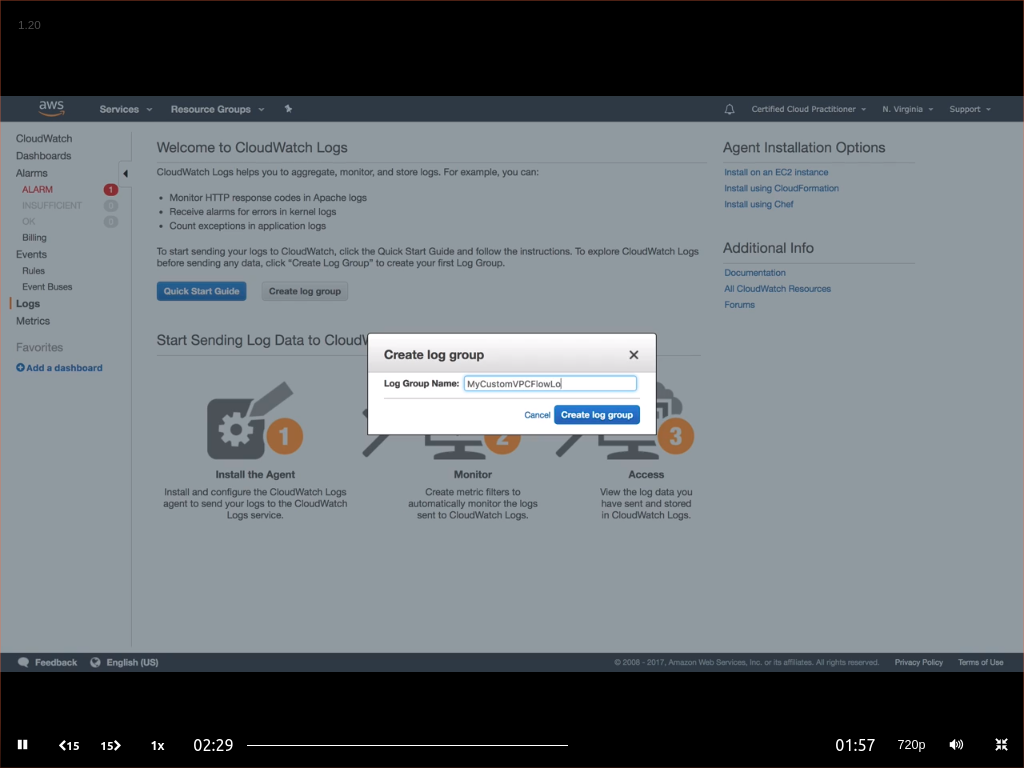 1.20
aws
Services
Resource Groups
Certified Cloud Practitioner
N. Virginia
Support
CloudWatch
Dashboards
Alarms
ALARM 1
INSUFFICIENT 0
OK 0
Billing
Events
Rules
Event Buses
Logs
Metrics
Favorites
Add a dashboard
Welcome to CloudWatch Logs
CloudWatch Logs helps you to aggregate, monitor, and store logs. For example, you can:
• Monitor HTTP response codes in Apache logs
• Receive alarms for errors in kernel logs
• Count exceptions in application logs
To start sending your logs to CloudWatch, click the Quick Start Guide and follow the instructions. To explore CloudWatch Logs
before sending any data, click "Create Log Group" to create your first Log Group.
Quick Start Guide
Create log group
Start Sending Log Data to CloudW
Create log group
Log Group Name: MyCustomVPCFlowLo
Cancel
Create log group
1
2
3
Install the Agent
Install and configure the CloudWatch Logs
agent to send your logs to the CloudWatch
Logs service.
Monitor
Create metric filters to
automatically monitor the logs
sent to CloudWatch Logs.
Access
View the log data you
have sent and stored
in CloudWatch Logs.
Agent Installation Options
Install on an EC2 instance
Install using CloudFormation
Install using Chef
Additional Info
Documentation
All CloudWatch Resources
Forums
Feedback
English (US)
© 2008 - 2017, Amazon Web Services, Inc. or its affiliates. All rights reserved.
Privacy Policy
Terms of Use
15
15
1x
02:29
01:57
720p